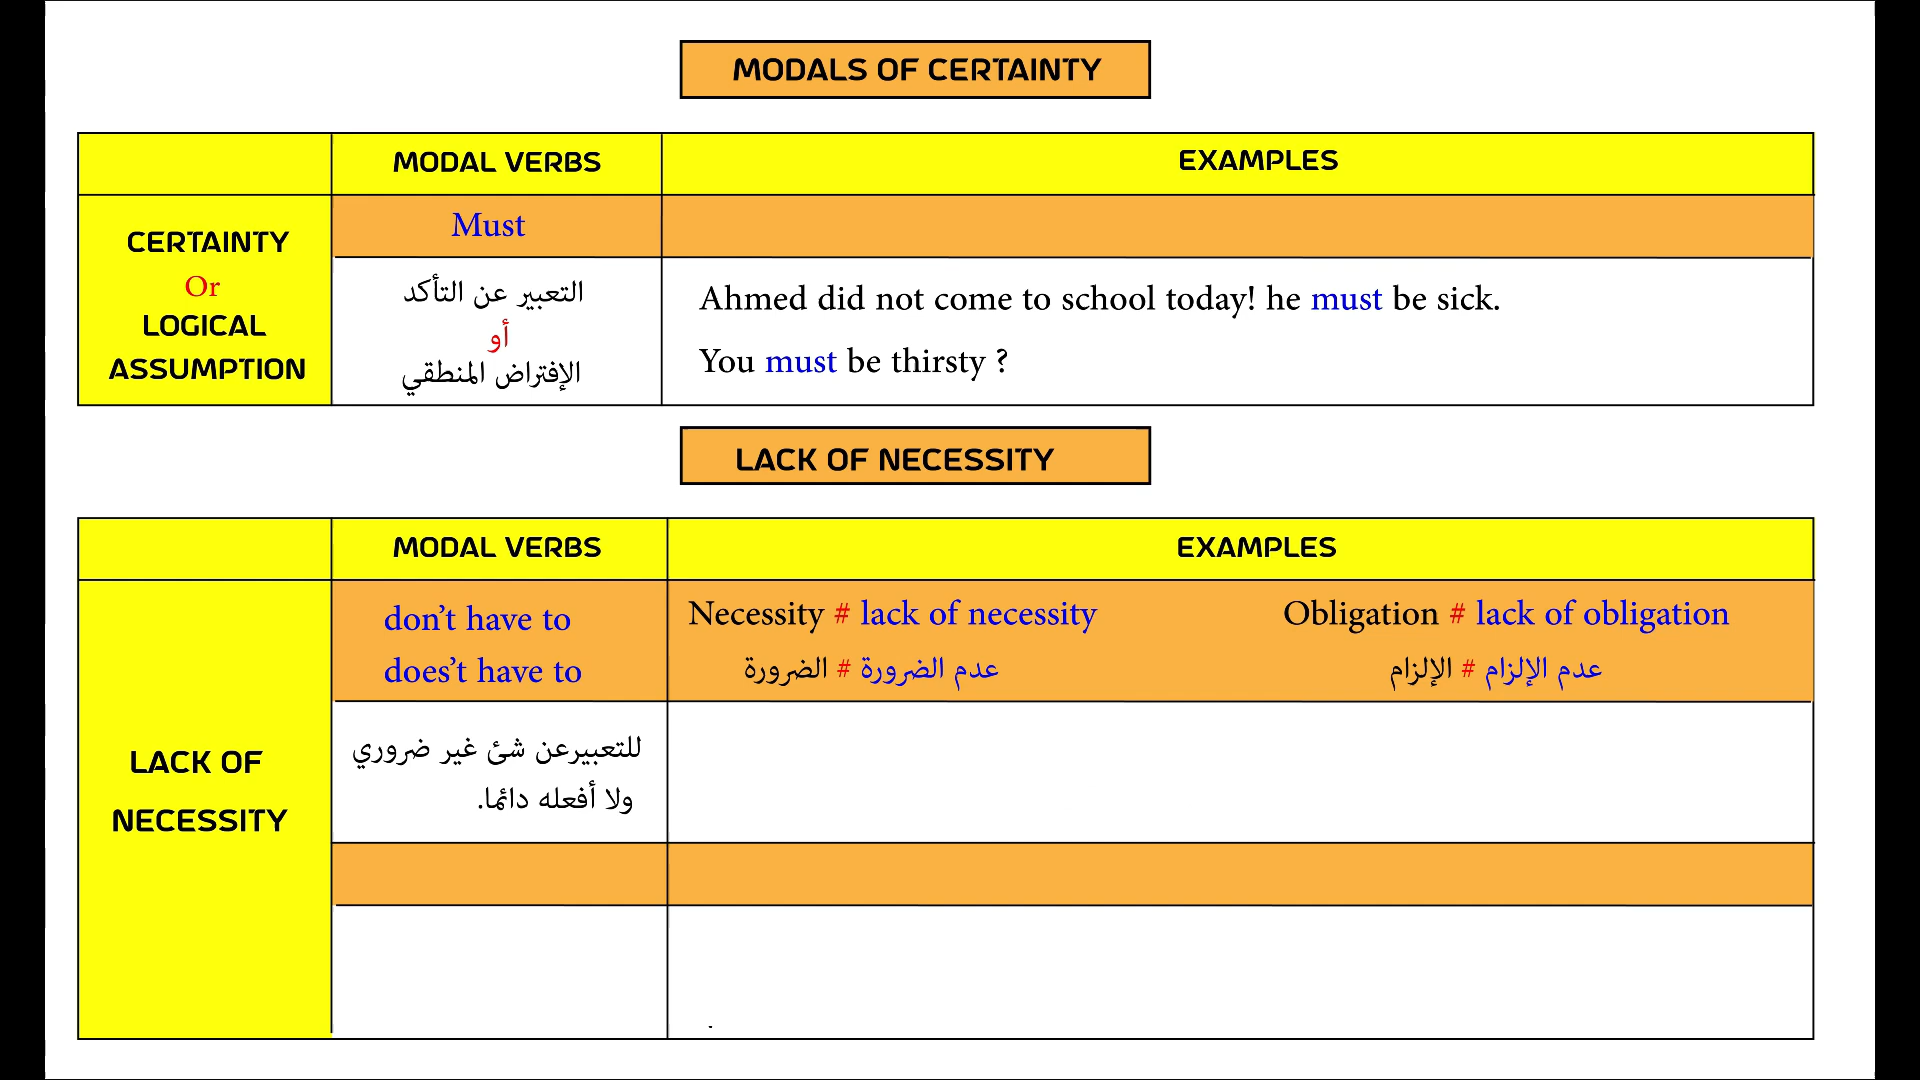 MODALS OF CERTAINTY
MODAL VERBS
EXAMPLES
CERTAINTY
Or
LOGICAL
ASSUMPTION
Must
التعبير عن التأكد
أو
الإفتراض المنطقي
Ahmed did not come to school today! he must be sick.
You must be thirsty ?
LACK OF NECESSITY
MODAL VERBS
EXAMPLES
LACK OF
NECESSITY
don't have to
does't have to
Necessity # lack of necessity
الضرورة # عدم الضرورة
Obligation # lack of obligation
الإلزام # عدم الإلزام
للتعبيرعن شئ غير ضروري
ولا أفعله دائما.